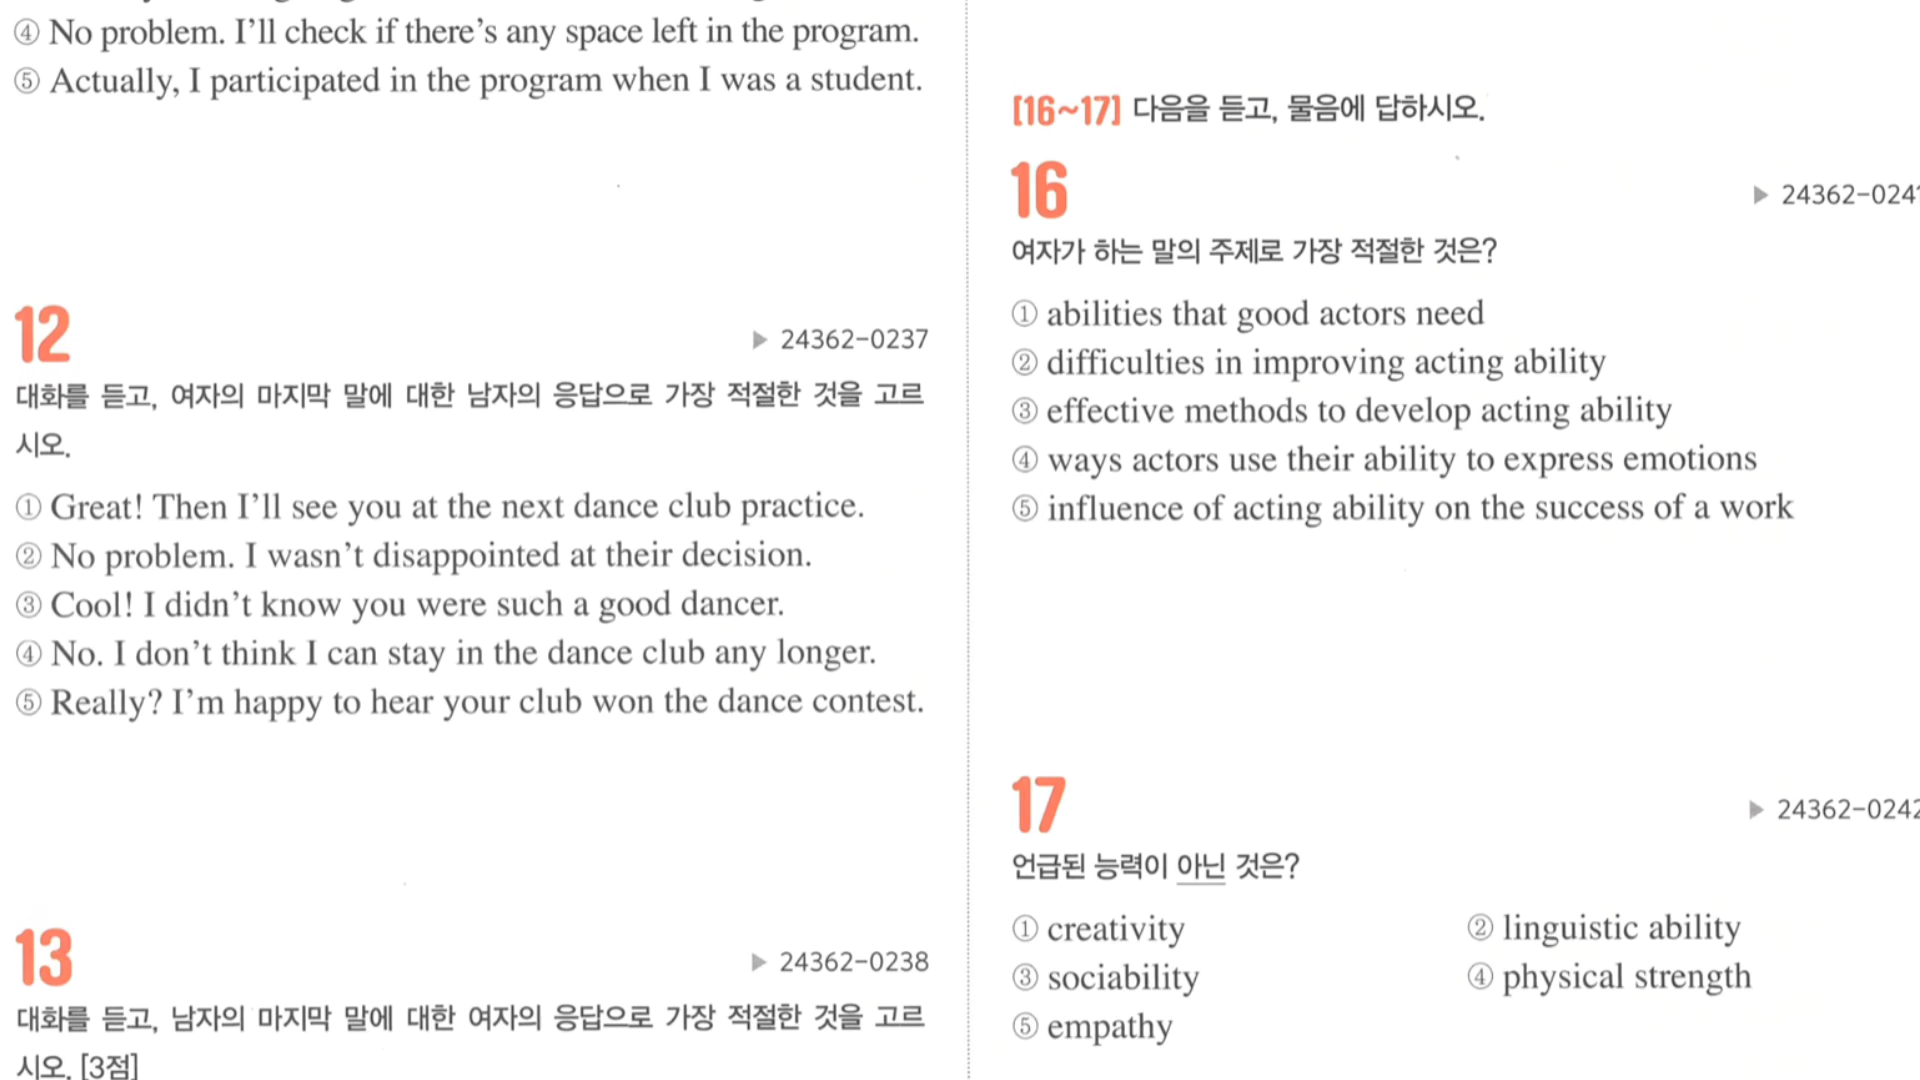 ④ No problem. I’ll check if there’s any space left in the program.
⑤ Actually, I participated in the program when I was a student.
12
▶ 24362-0237
대화를 듣고, 여자의 마지막 말에 대한 남자의 응답으로 가장 적절한 것을 고르
시오.
① Great! Then I’ll see you at the next dance club practice.
② No problem. I wasn’t disappointed at their decision.
③ Cool! I didn’t know you were such a good dancer.
④ No. I don’t think I can stay in the dance club any longer.
⑤ Really? I’m happy to hear your club won the dance contest.
13
▶ 24362-0238
대화를 듣고, 남자의 마지막 말에 대한 여자의 응답으로 가장 적절한 것을 고르
시오. [3점]
[16~17] 다음을 듣고, 물음에 답하시오.
16
▶ 24362-0241
여자가 하는 말의 주제로 가장 적절한 것은?
① abilities that good actors need
② difficulties in improving acting ability
③ effective methods to develop acting ability
④ ways actors use their ability to express emotions
⑤ influence of acting ability on the success of a work
17
▶ 24362-0242
언급된 능력이 아닌 것은?
① creativity
② linguistic ability
③ sociability
④ physical strength
⑤ empathy